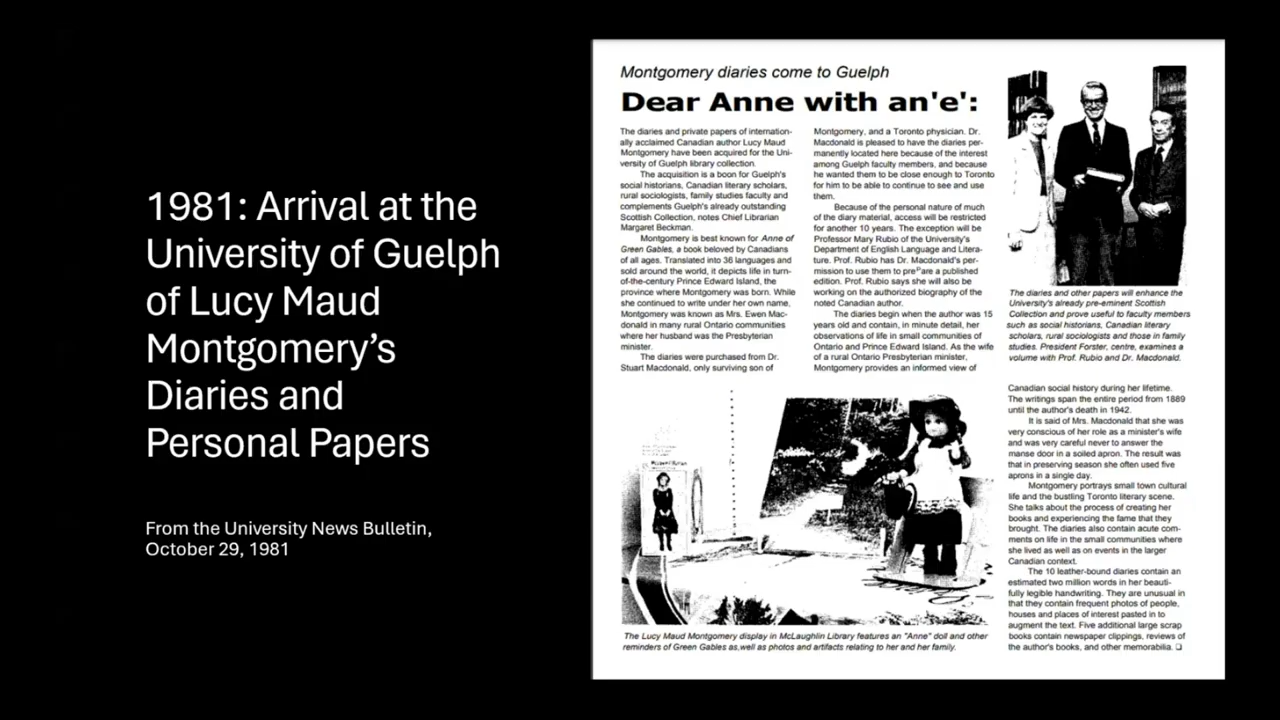 1981: Arrival at the
University of Guelph
of Lucy Maud
Montgomery's
Diaries and
Personal Papers
From the University News Bulletin,
October 29, 1981
Montgomery diaries come to Guelph
Dear Anne with an'e':
The diaries and private papers of internation-
ally acclaimed Canadian author Lucy Maud
Montgomery have been acquired for the Uni-
versity of Guelph library collection.
The acquisition is a boon for Guelph's
social historians, Canadian literary scholars,
rural sociologists, family studies faculty and
complements Guelph's already outstanding
Scottish Collection, notes Chief Librarian
Margaret Beckman.
Montgomery is best known for Anne of
Green Gables, a book beloved by Canadians
of all ages. Translated into 36 languages and
sold around the world, it depicts life in turn-
of-the-century Prince Edward Island, the
province where Montgomery was born. While
she continued to write under her own name,
Montgomery was known as Mrs. Ewen Mac-
donald in many rural Ontario communities
where her husband was the Presbyterian
minister.
The diaries were purchased from Dr.
Stuart Macdonald, only surviving son of
Montgomery, and a Toronto physician. Dr.
Macdonald is pleased to have the diaries per-
manently located here because of the interest
among Guelph faculty members, and because
he wanted them to be close enough to Toronto
for him to be able to continue to see and use
them.
Because of the personal nature of much
of the diary material, access will be restricted
for another 10 years. The exception will be
Professor Mary Rubio of the University's
Department of English Language and Litera-
ture. Prof. Rubio has Dr. Macdonald's per-
mission to use them to prepare a published
edition. Prof. Rubio says she will also be
working on the authorized biography of the
noted Canadian author.
The diaries begin when the author was 15
years old and contain, in minute detail, her
observations of life in small communities of
Ontario and Prince Edward Island. As the wife
of a rural Ontario Presbyterian minister,
Montgomery provides an informed view of
The diaries and other papers will enhance the
University's already pre-eminent Scottish
Collection and prove useful to faculty members
such as social historians, Canadian literary
scholars, rural sociologists and those in family
studies. President Forster, centre, examines a
volume with Prof. Rubio and Dr. Macdonald.
Canadian social history during her lifetime.
The writings span the entire period from 1889
until the author's death in 1942.
It is said of Mrs. Macdonald that she was
very conscious of her role as a minister's wife
and was very careful never to answer the
manse door in a soiled apron. The result was
that in preserving season she often used five
aprons in a single day.
Montgomery portrays small town cultural
life and the bustling Toronto literary scene.
She talks about the process of creating her
books and experiencing the fame that they
brought. The diaries also contain acute com-
ments on life in the small communities where
she lived as well as on events in the larger
Canadian context.
The 10 leather-bound diaries contain an
estimated two million words in her beauti-
fully legible handwriting. They are unusual in
that they contain frequent photos of people,
houses and places of interest pasted in to
augment the text. Five additional large scrap
books contain newspaper clippings, reviews of
the author's books, and other memorabilia. ❏
The Lucy Maud Montgomery display in McLaughlin Library features an "Anne" doll and other
reminders of Green Gables as,well as photos and artifacts relating to her and her family.